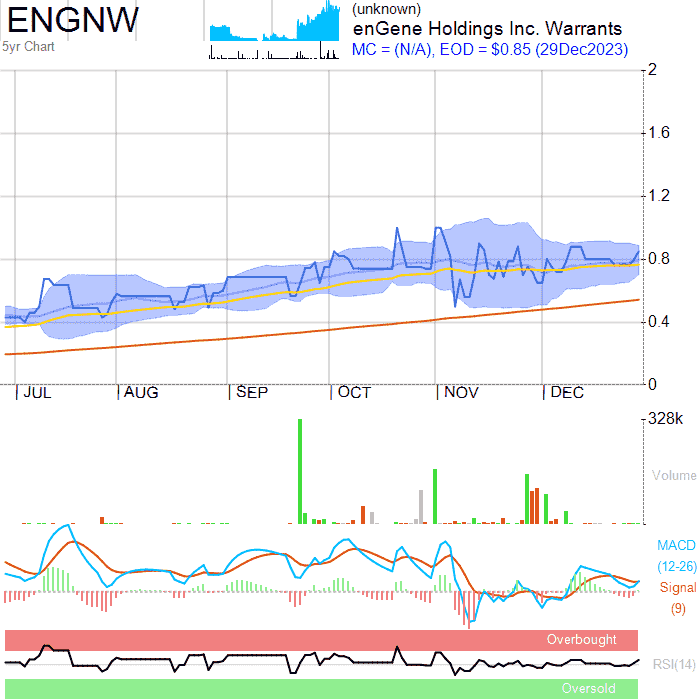 ENGNW
5yr Chart
(unknown)
enGene Holdings Inc. Warrants
MC = (N/A), EOD = $0.85 (29Dec2023)
2
1.6
1.2
0.8
0.4
0
JUL AUG SEP OCT NOV DEC
328k
Volume
MACD
(12-26)
Signal
(9)
Overbought
RSI(14)
Oversold